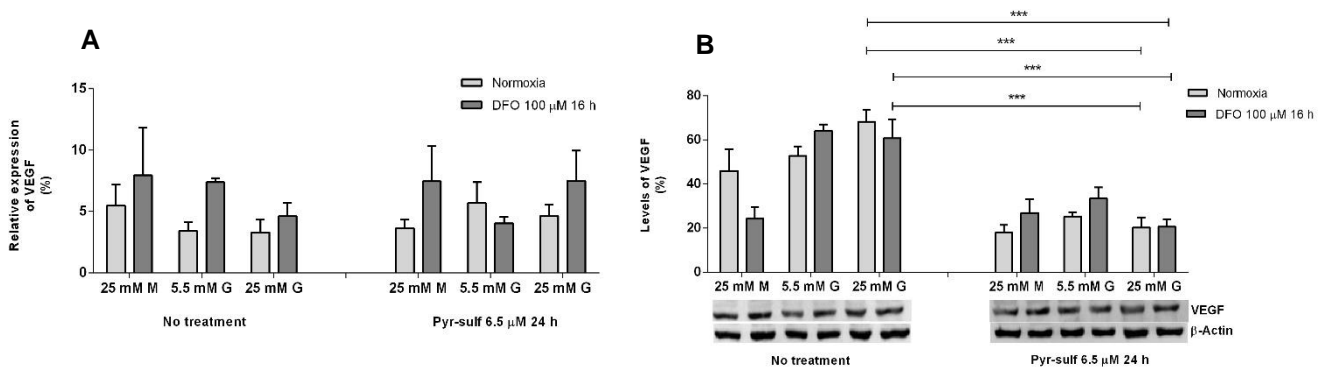 A
Normoxia
DFO 100 μM 16 h
Relative expression
of VEGF
(%)
15
10
5
0
25 mM M 5.5 mM G 25 mM G 25 mM M 5.5 mM G 25 mM G
No treatment Pyr-sulf 6.5 μM 24 h
B
***
***
***
***
Normoxia
DFO 100 μM 16 h
Levels of VEGF
(%)
80
60
40
20
0
25 mM M 5.5 mM G 25 mM G 25 mM M 5.5 mM G 25 mM G
VEGF
β-Actin
No treatment Pyr-sulf 6.5 μM 24 h